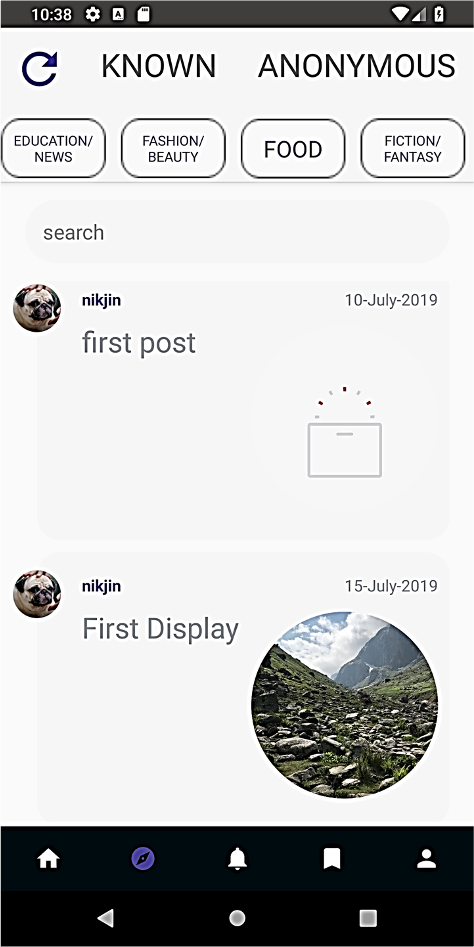 10:38
KNOWN ANONYMOUS
EDUCATION/
NEWS
FASHION/
BEAUTY
FOOD
FICTION/
FANTASY
search
nikjin 10-July-2019
first post
nikjin 15-July-2019
First Display